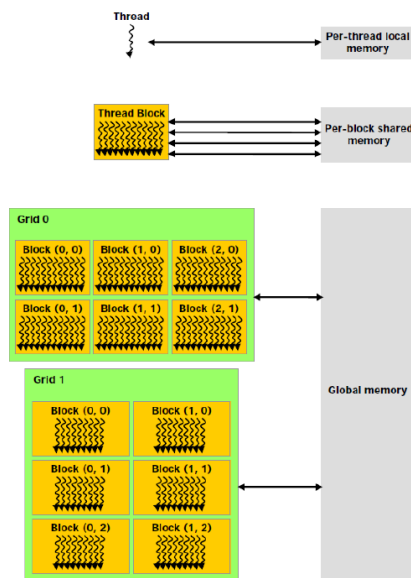 Thread
Per-thread local
memory
Thread Block
Per-block shared
memory
Grid 0
Block (0, 0) Block (1, 0) Block (2, 0)
Block (0, 1) Block (1, 1) Block (2, 1)
Global memory
Grid 1
Block (0, 0) Block (1, 0)
Block (0, 1) Block (1, 1)
Block (0, 2) Block (1, 2)